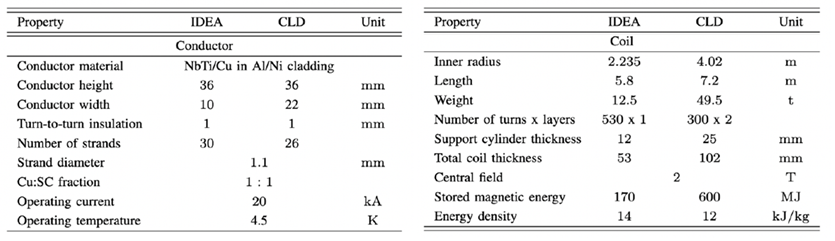 Property IDEA CLD Unit
Conductor
Conductor material NbTi/Cu in Al/Ni cladding
Conductor height 36 36 mm
Conductor width 10 22 mm
Turn-to-turn insulation 1 1 mm
Number of strands 30 26
Strand diameter 1.1 mm
Cu:SC fraction 1 : 1
Operating current 20 kA
Operating temperature 4.5 K
Property IDEA CLD Unit
Coil
Inner radius 2.235 4.02 m
Length 5.8 7.2 m
Weight 12.5 49.5 t
Number of turns x layers 530 x 1 300 x 2
Support cylinder thickness 12 25 mm
Total coil thickness 53 102 mm
Central field 2 T
Stored magnetic energy 170 600 MJ
Energy density 14 12 kJ/kg